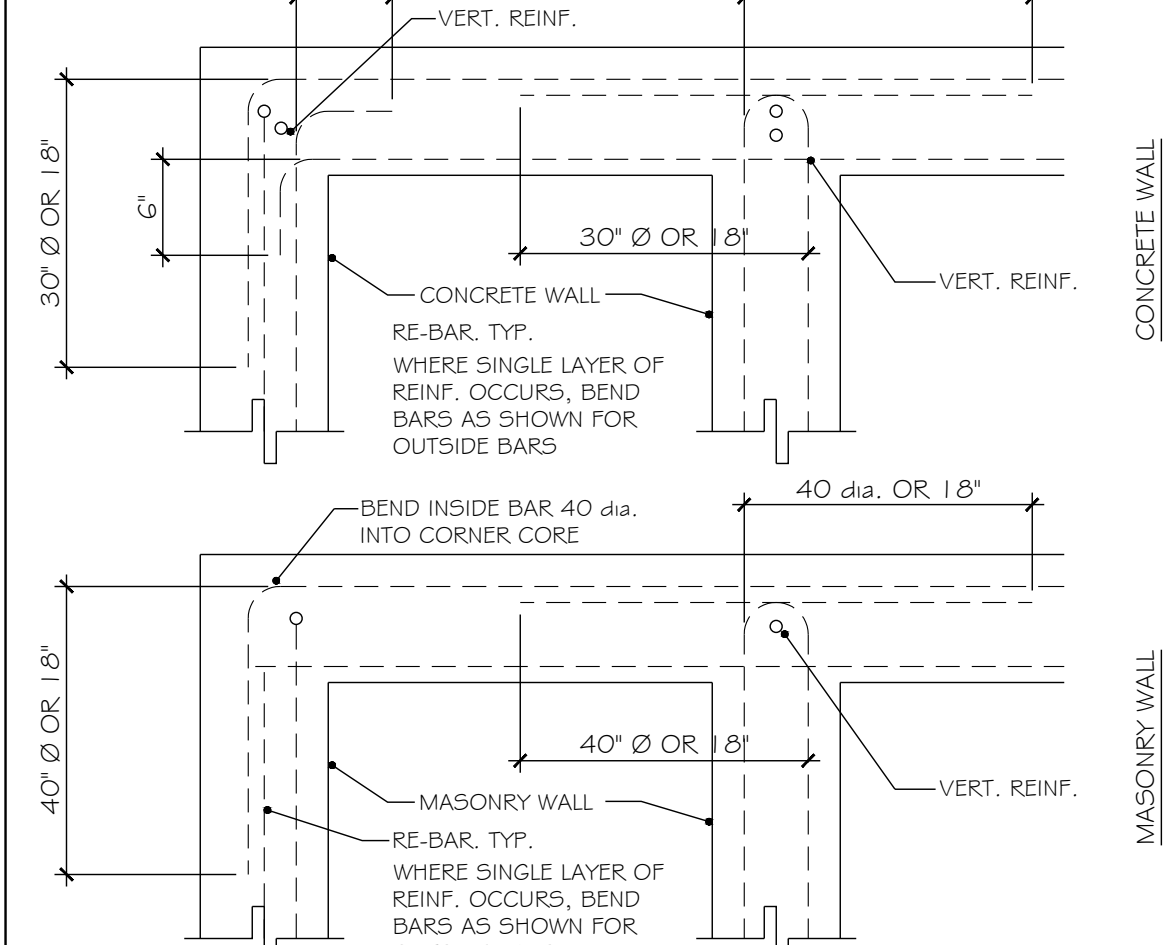 VERT. REINF.
30" Ø OR 18"
6"
30" Ø OR 18"
VERT. REINF.
CONCRETE WALL
RE-BAR. TYP.
WHERE SINGLE LAYER OF
REINF. OCCURS, BEND
BARS AS SHOWN FOR
OUTSIDE BARS
CONCRETE WALL
40 dia. OR 18"
BEND INSIDE BAR 40 dia.
INTO CORNER CORE
40" Ø OR 18"
40" Ø OR 18"
VERT. REINF.
MASONRY WALL
RE-BAR. TYP.
WHERE SINGLE LAYER OF
REINF. OCCURS, BEND
BARS AS SHOWN FOR
MASONRY WALL